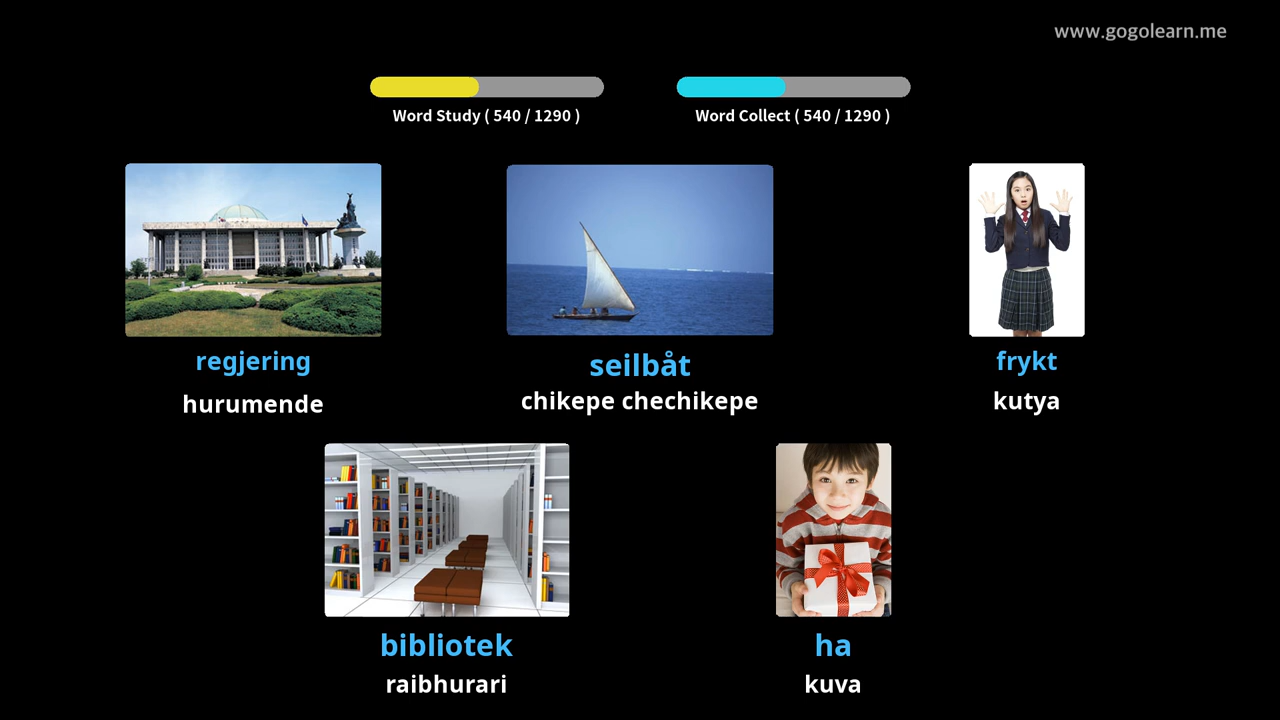 www.gogolearn.me
Word Study ( 540 / 1290 )
Word Collect ( 540 / 1290 )
regjering
hurumende
seilbåt
chikepe chechikepe
frykt
kutya
bibliotek
raibhurari
ha
kuva